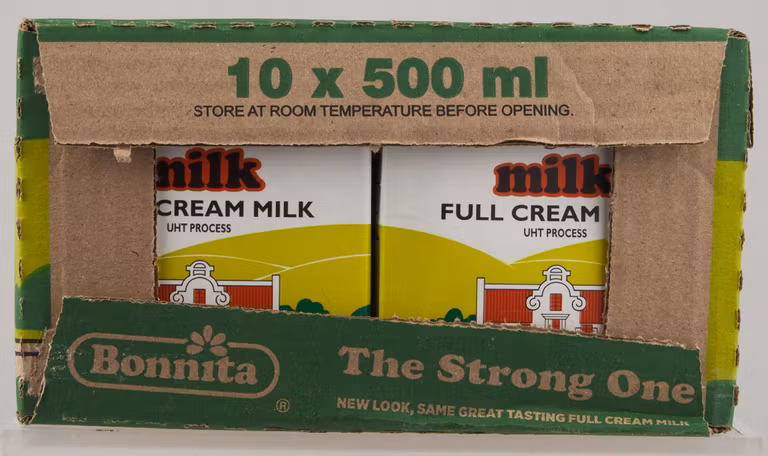 10 x 500 ml
STORE AT ROOM TEMPERATURE BEFORE OPENING.
milk
CREAM MILK
UHT PROCESS
milk
FULL CREAM
UHT PROCESS
Bonnita
®
The Strong One
NEW LOOK, SAME GREAT TASTING FULL CREAM MILK